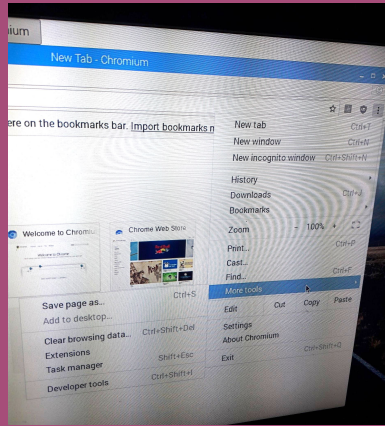 ium
New Tab - Chromium
ere on the bookmarks bar. Import bookmarks n
New tab Ctrl+T
New window Ctrl+N
New incognito window Ctrl+Shift+N
History
Downloads Ctrl+J
Bookmarks
Zoom - 100% +
Print... Ctrl+P
Cast...
Find... Ctrl+F
More tools
Edit Cut Copy Paste
Settings
About Chromium
Exit Ctrl+Shift+Q
Welcome to Chromiu
Chrome Web Store
Save page as... Ctrl+S
Add to desktop...
Clear browsing data... Ctrl+Shift+Del
Extensions
Task manager Shift+Esc
Developer tools Ctrl+Shift+I